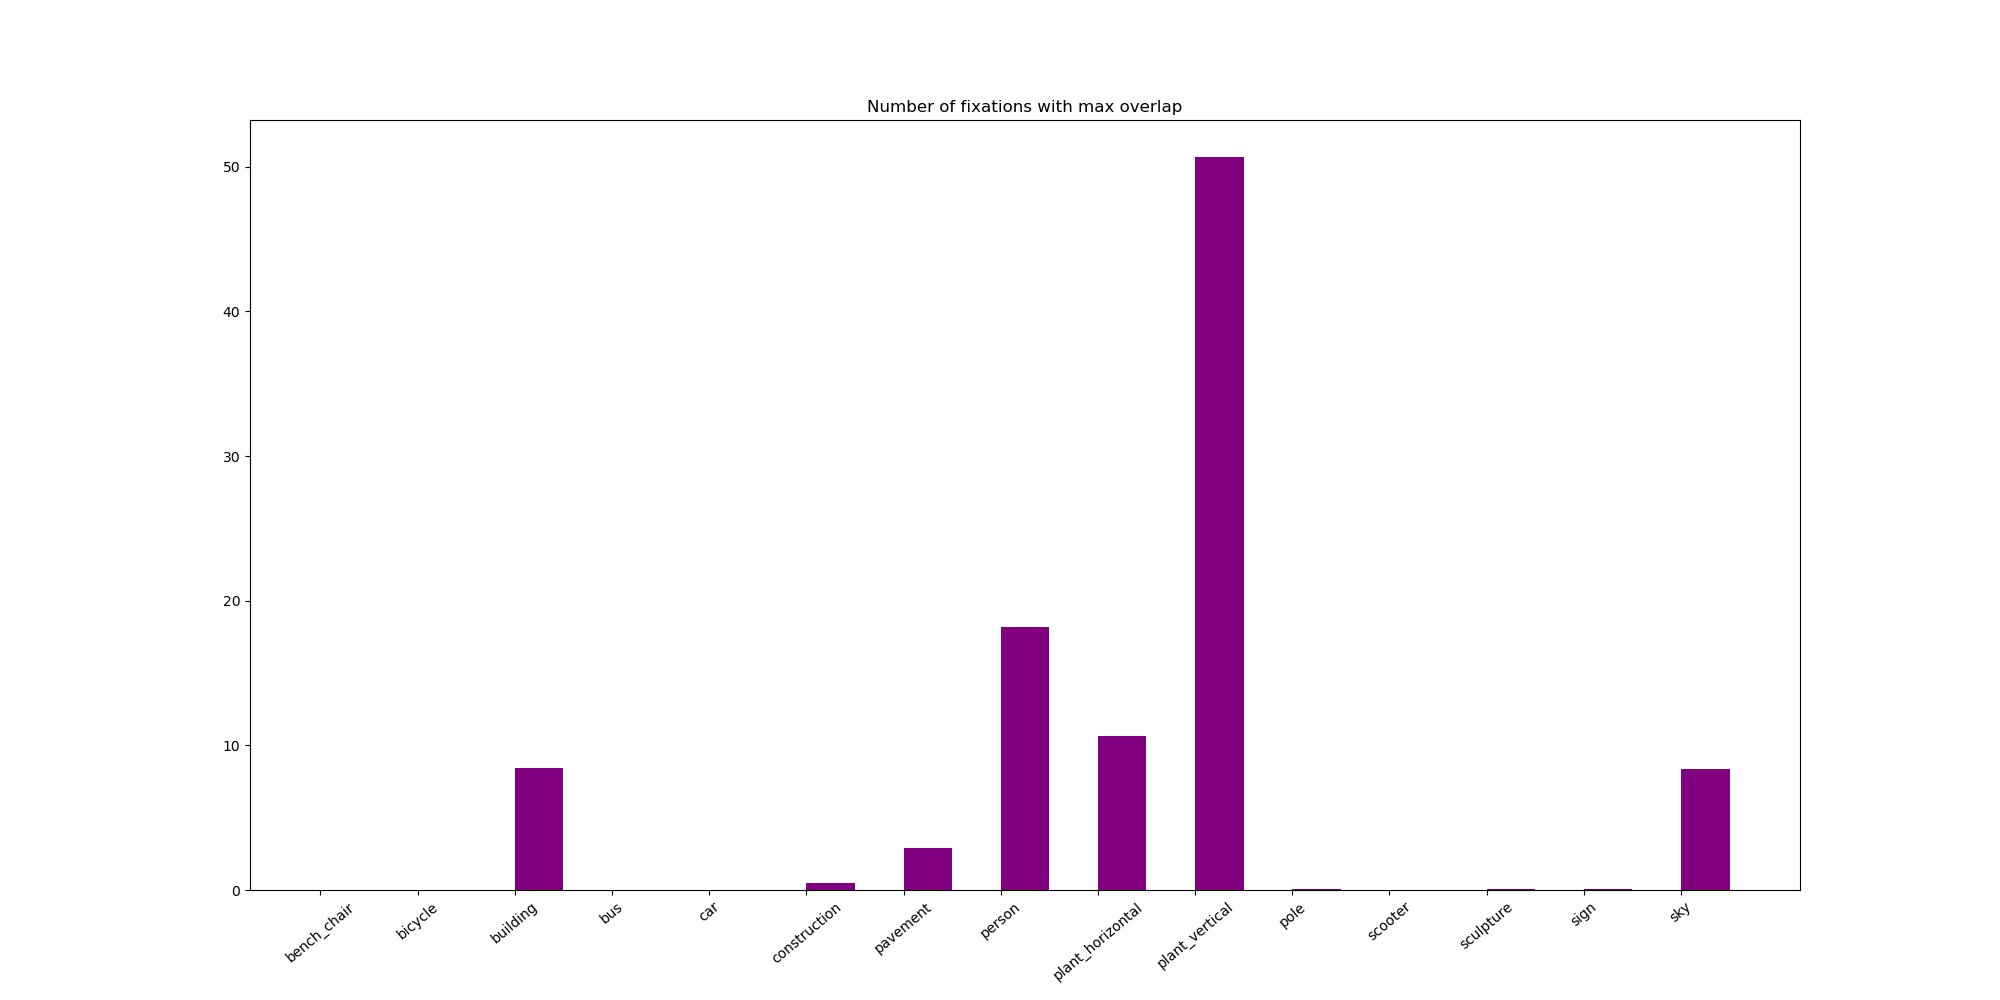 Number of fixations with max overlap
50
40
30
20
10
0
bench_chair
bicycle
building
bus
car
construction
pavement
person
plant_horizontal
plant_vertical
pole
scooter
sculpture
sign
sky